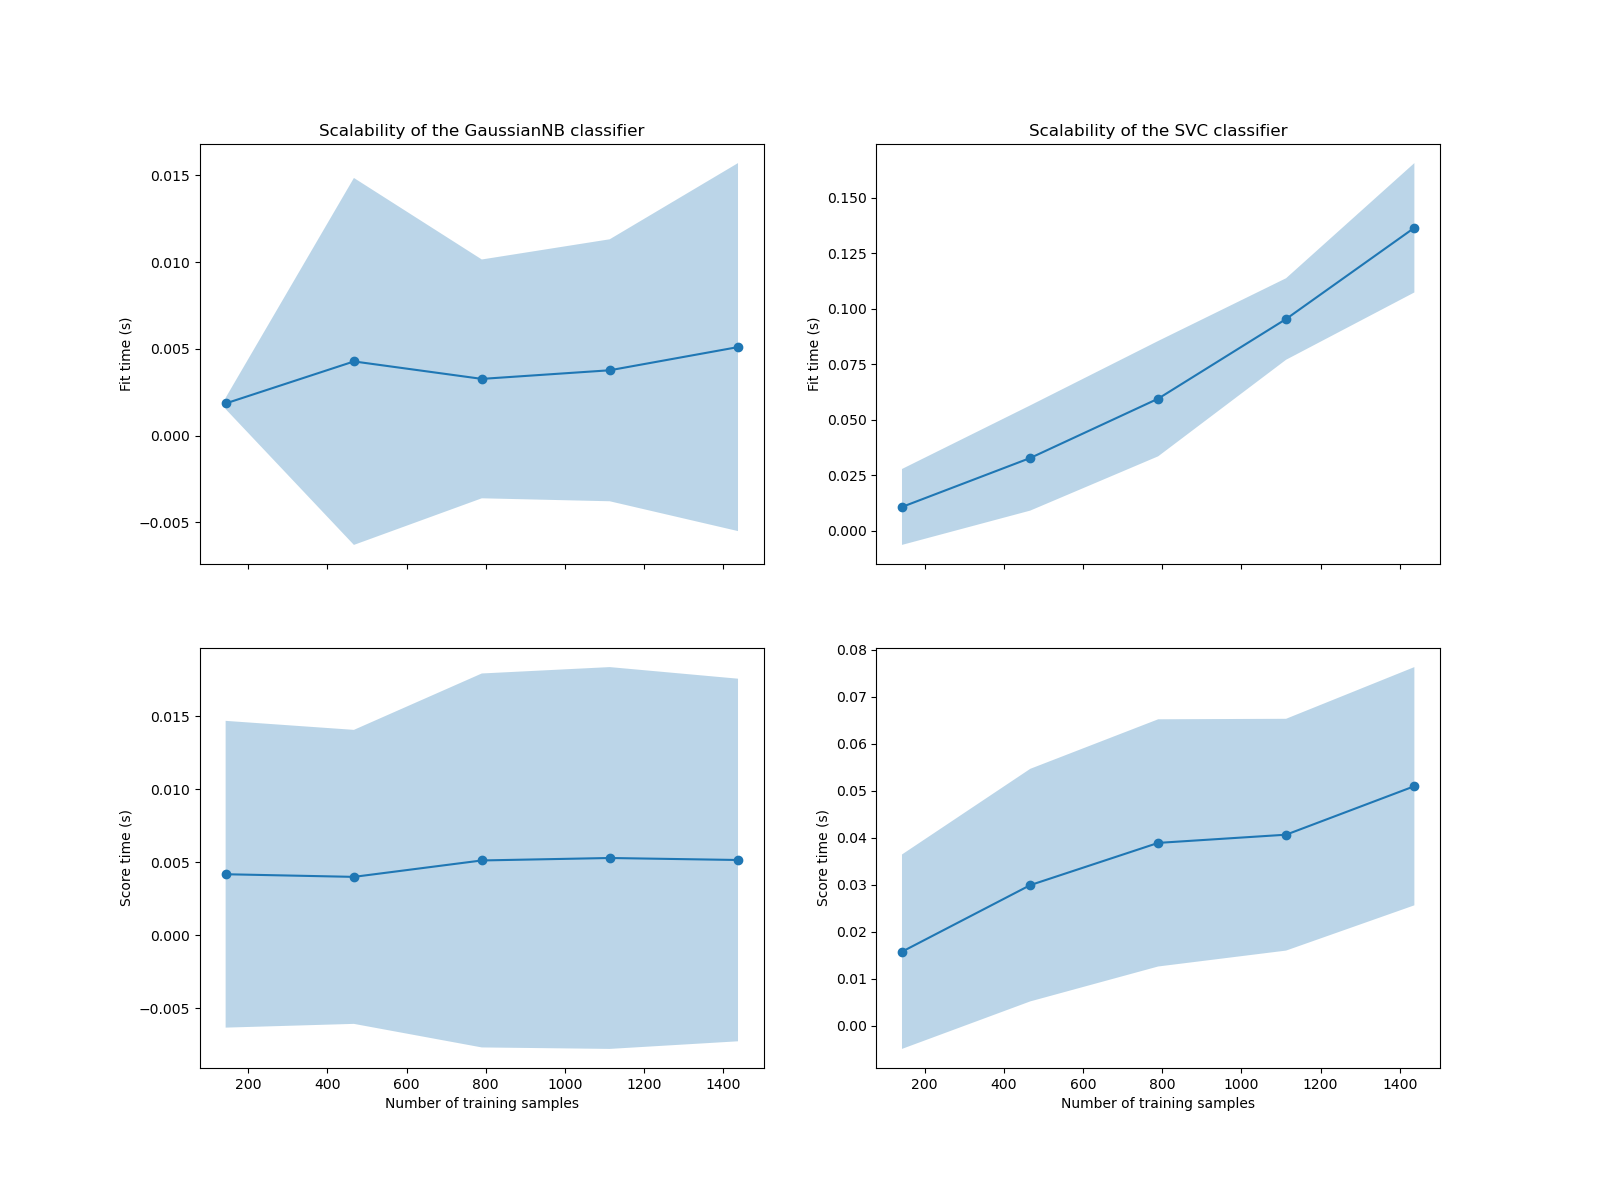 Scalability of the GaussianNB classifier
0.015
0.010
0.005
0.000
−0.005
Fit time (s)
Scalability of the SVC classifier
0.150
0.125
0.100
0.075
0.050
0.025
0.000
Fit time (s)
0.015
0.010
0.005
0.000
−0.005
Score time (s)
200 400 600 800 1000 1200 1400
Number of training samples
0.08
0.07
0.06
0.05
0.04
0.03
0.02
0.01
0.00
Score time (s)
200 400 600 800 1000 1200 1400
Number of training samples